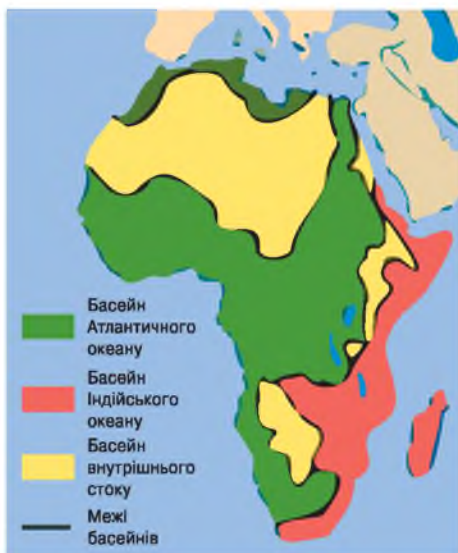 Басейн
Атлантичного
океану
Басейн
Індійського
океану
Басейн
внутрішнього
стоку
Межі
басейнів